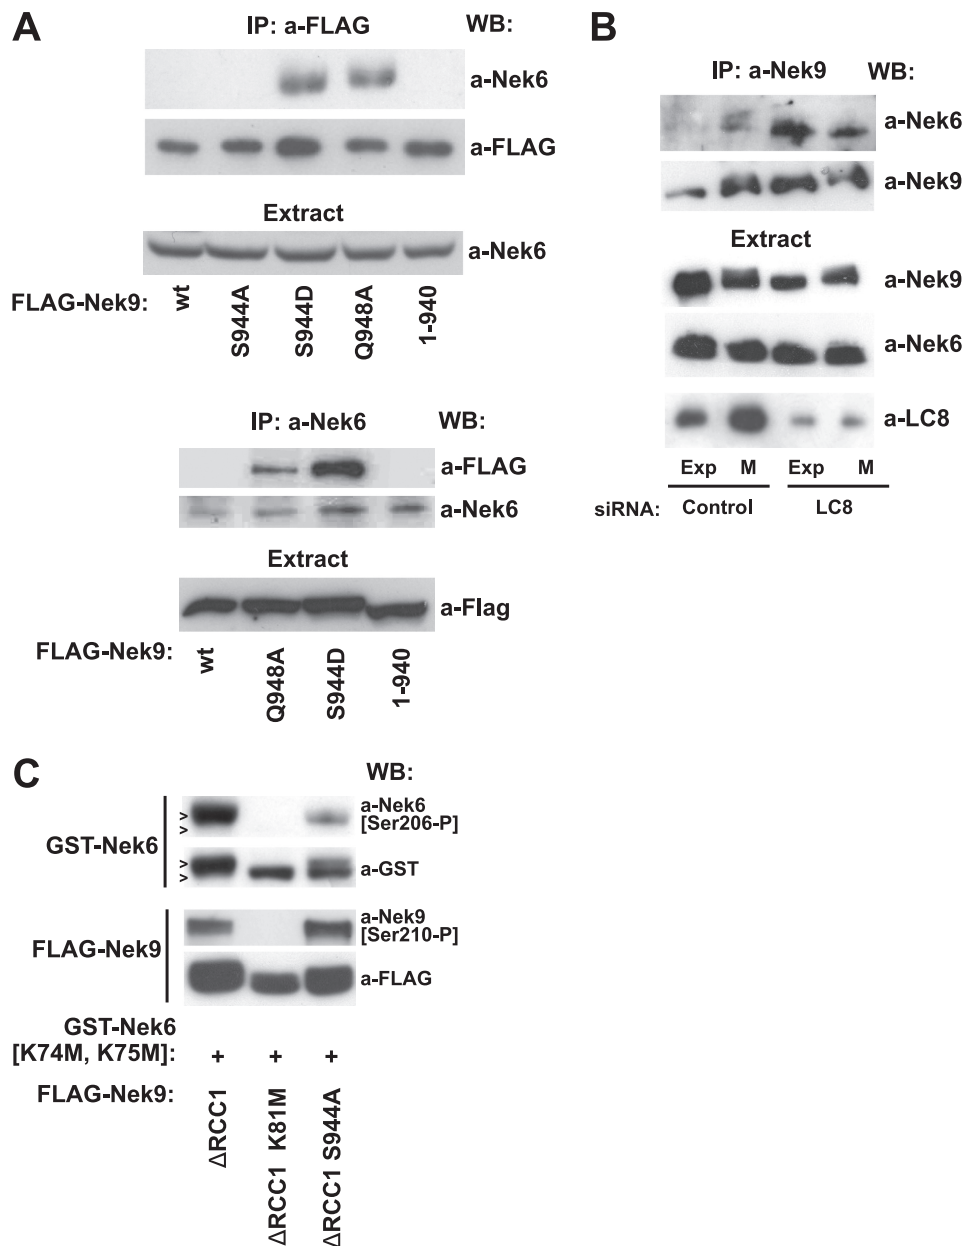 A
IP: a-FLAG WB:
a-Nek6
a-FLAG
Extract
a-Nek6
FLAG-Nek9: wt S944A S944D Q948A 1-940
IP: a-Nek6 WB:
a-FLAG
a-Nek6
Extract
a-Flag
FLAG-Nek9: wt Q948A S944D 1-940
B
IP: a-Nek9 WB:
a-Nek6
a-Nek9
Extract
a-Nek9
a-Nek6
a-LC8
Exp M Exp M
siRNA: Control LC8
C
WB:
GST-Nek6
>
>
a-Nek6
[Ser206-P]
>
>
a-GST
FLAG-Nek9
a-Nek9
[Ser210-P]
a-FLAG
GST-Nek6
[K74M, K75M]: + + +
FLAG-Nek9: ΔRCC1 ΔRCC1 K81M ΔRCC1 S944A